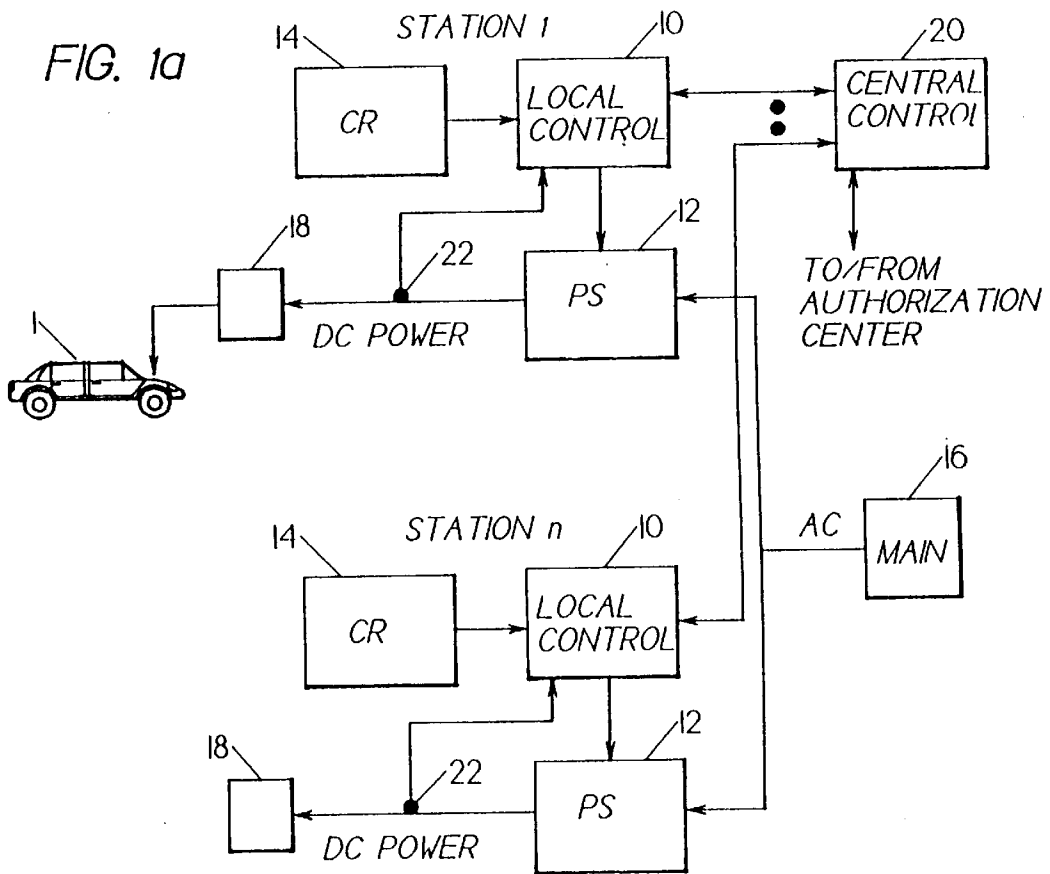 FIG. 1a
STATION 1
14
10
20
CR
LOCAL
CONTROL
CENTRAL
CONTROL
18
22
12
PS
DC POWER
TO/FROM
AUTHORIZATION
CENTER
1
STATION n
14
10
16
CR
LOCAL
CONTROL
AC
MAIN
18
22
12
PS
DC POWER